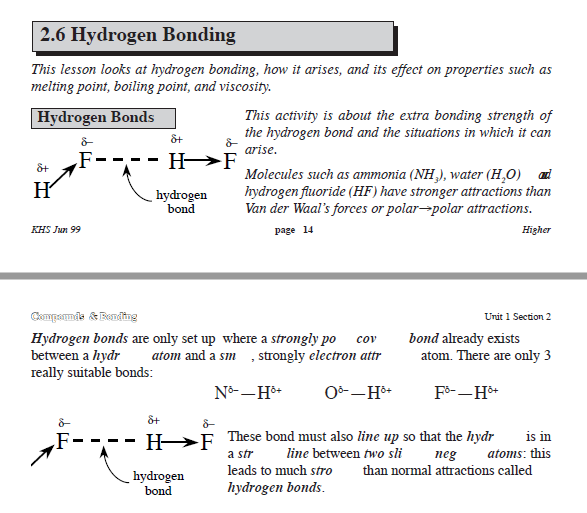 2.6 Hydrogen Bonding
This lesson looks at hydrogen bonding, how it arises, and its effect on properties such as
melting point, boiling point, and viscosity.
Hydrogen Bonds
This activity is about the extra bonding strength of
the hydrogen bond and the situations in which it can
arise.
δ– δ+ δ–
F H F
δ+
H
hydrogen
bond
Molecules such as ammonia (NH₃), water (H₂O)
hydrogen fluoride (HF) have stronger attractions than
Van der Waal's forces or polar→polar attractions.
KHS Jun 99 page 14 Higher
Compounds & Bonding Unit 1 Section 2
Hydrogen bonds are only set up where a strongly po cov bond already exists
between a hydr atom and a sm , strongly electron attr atom. There are only 3
really suitable bonds:
Nδ–—Hδ+ Oδ–—Hδ+ Fδ–—Hδ+
δ– δ+ δ–
F H F
hydrogen
bond
These bond must also line up so that the hydr is in
a str line between two sli neg atoms: this
leads to much stro than normal attractions called
hydrogen bonds.